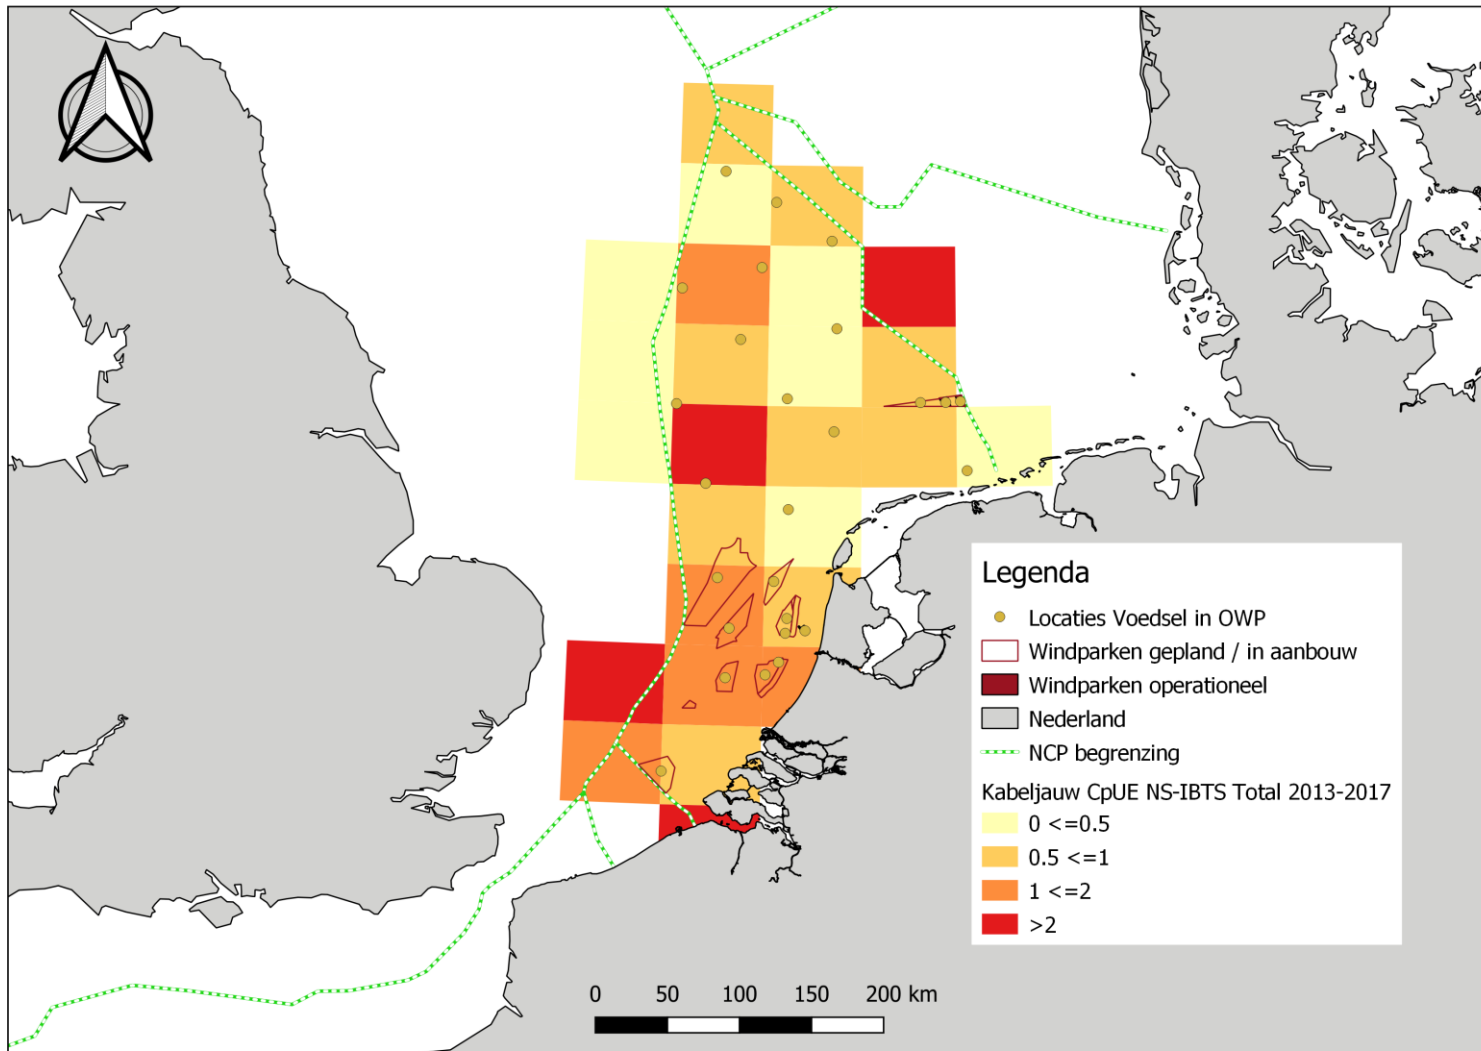 Legenda
Locaties Voedsel in OWP
Windparken gepland / in aanbouw
Windparken operationeel
Nederland
NCP begrenzing
Kabeljauw CpUE NS-IBTS Total 2013-2017
0 <=0.5
0.5 <=1
1 <=2
>2
0 50 100 150 200 km